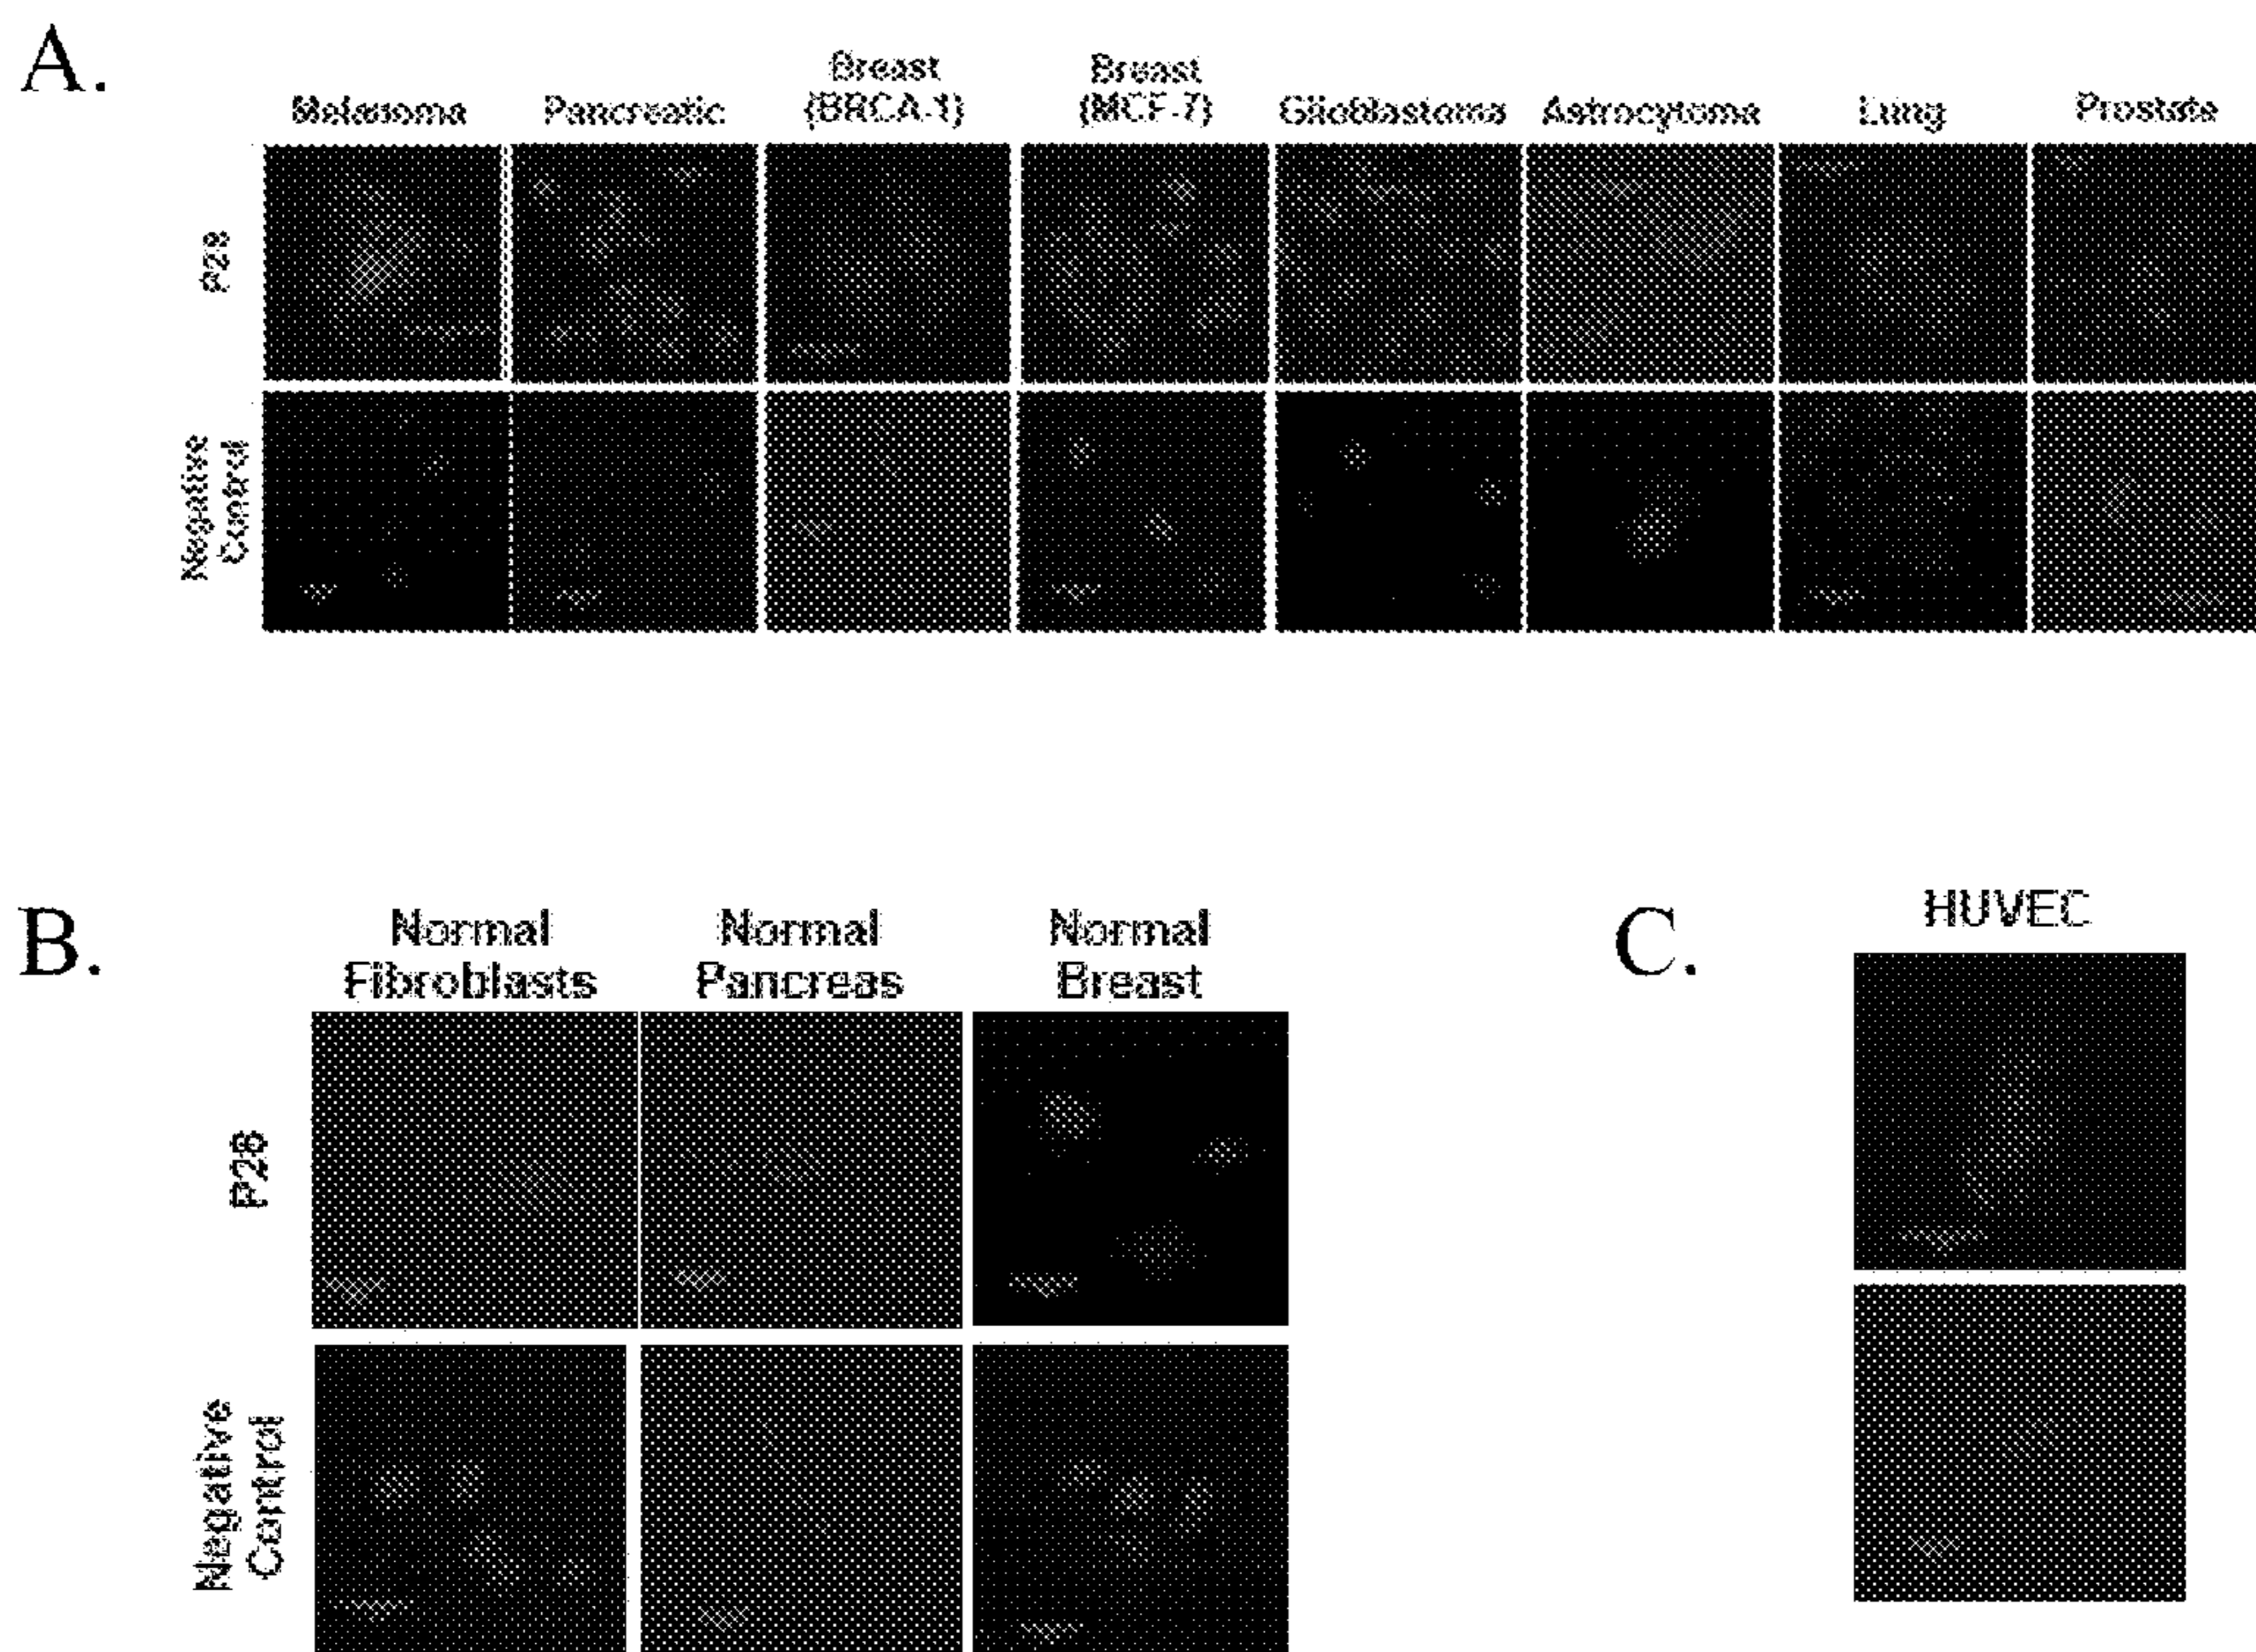 A.
Melanoma
Pancreatic
Breast
(BRCA-1)
Breast
(MCF-7)
Glioblastoma
Astrocytoma
Lung
Prostate
P28
Negative
Control
B.
Normal
Fibroblasts
Normal
Pancreas
Normal
Breast
P28
Negative
Control
C.
HUVEC